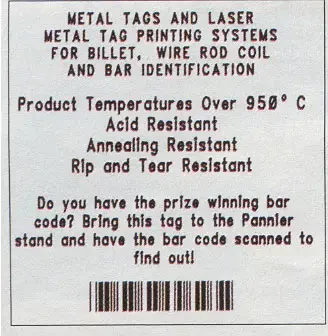 METAL TAGS AND LASER
METAL TAG PRINTING SYSTEMS
FOR BILLET, WIRE ROD COIL
AND BAR IDENTIFICATION
Product Temperatures Over 950° C
Acid Resistant
Annealing Resistant
Rip and Tear Resistant
Do you have the prize winning bar
code? Bring this tag to the Pannier
stand and have the bar code scanned to
find out!